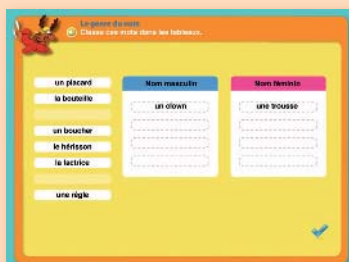 Le genre du nom
Classe ces mots dans les tableaux.
un placard
la bouteille
un boucher
le hérisson
la factrice
une règle
Nom masculin
un clown
Nom féminin
une trousse